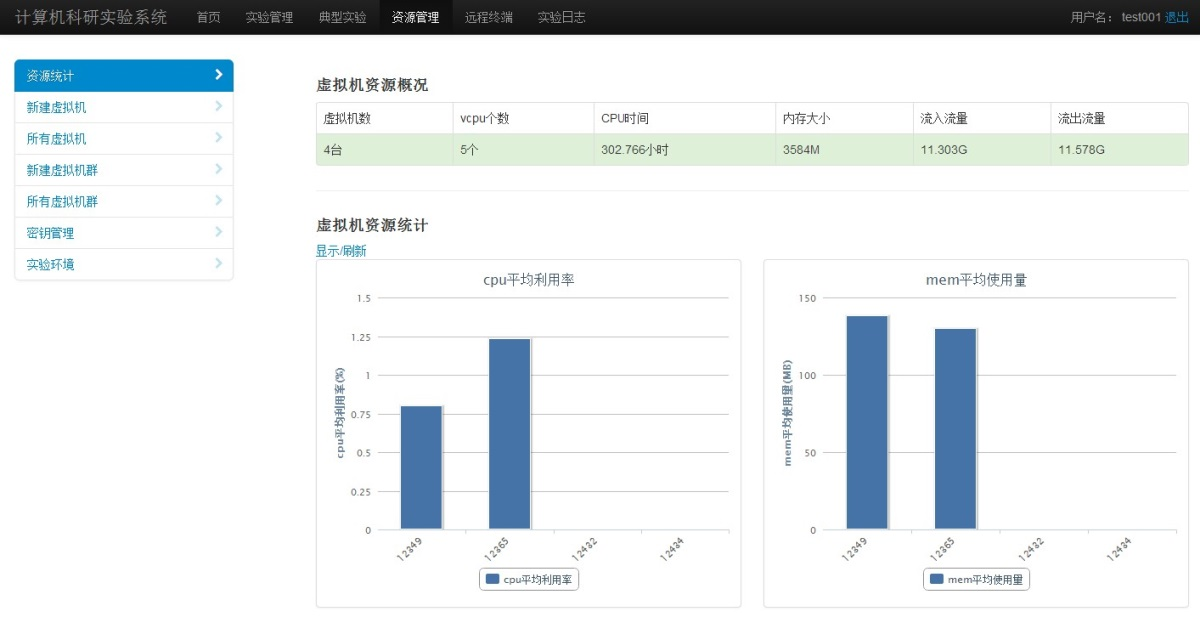 计算机科研实验系统 首页 实验管理 典型实验 资源管理 远程终端 实验日志 用户名: test001 退出
资源统计
新建虚拟机
所有虚拟机
新建虚拟机群
所有虚拟机群
密钥管理
实验环境
虚拟机资源概况
虚拟机数 vcpu个数 CPU时间 内存大小 流入流量 流出流量
4台 5个 302.766小时 3584M 11.303G 11.578G
虚拟机资源统计
显示/刷新
cpu平均利用率
cpu平均利用率(%)
1.5
1.25
1
0.75
0.5
0.25
0
12349 12365 12432 12434
cpu平均利用率
mem平均使用量
mem平均使用量(MB)
150
100
50
0
12349 12365 12432 12434
mem平均使用量